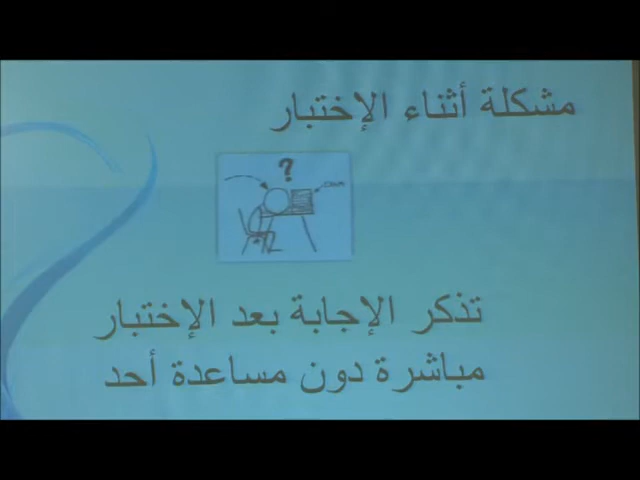 مشكلة أثناء الإختبار
?
تذكر الإجابة بعد الإختبار
مباشرة دون مساعدة أحد